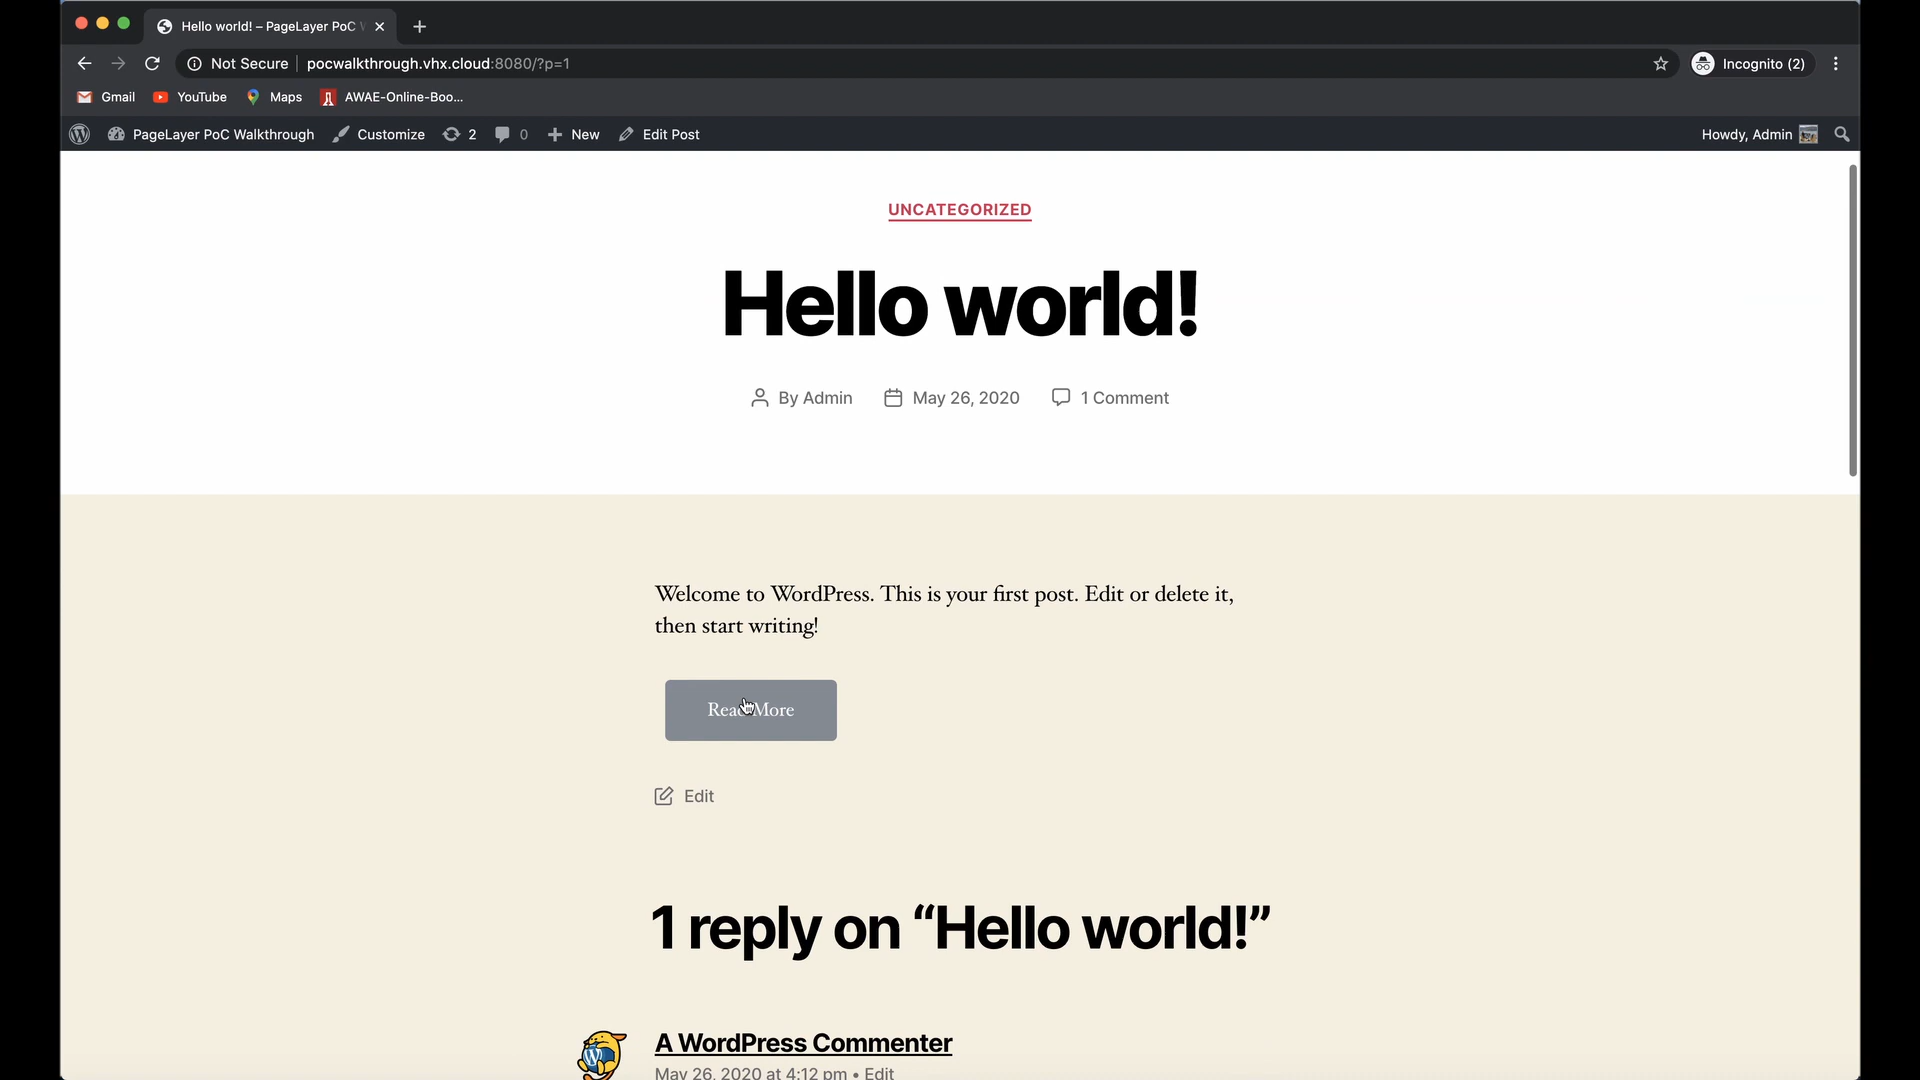 Hello world! – PageLayer PoC
Not Secure pocwalkthrough.vhx.cloud:8080/?p=1 Incognito (2)
Gmail YouTube Maps AWAE-Online-Boo...
PageLayer PoC Walkthrough Customize 2 0 New Edit Post Howdy, Admin
UNCATEGORIZED
Hello world!
By Admin May 26, 2020 1 Comment
Welcome to WordPress. This is your first post. Edit or delete it,
then start writing!
Read More
Edit
1 reply on “Hello world!”
A WordPress Commenter
May 26, 2020 at 4:12 pm • Edit